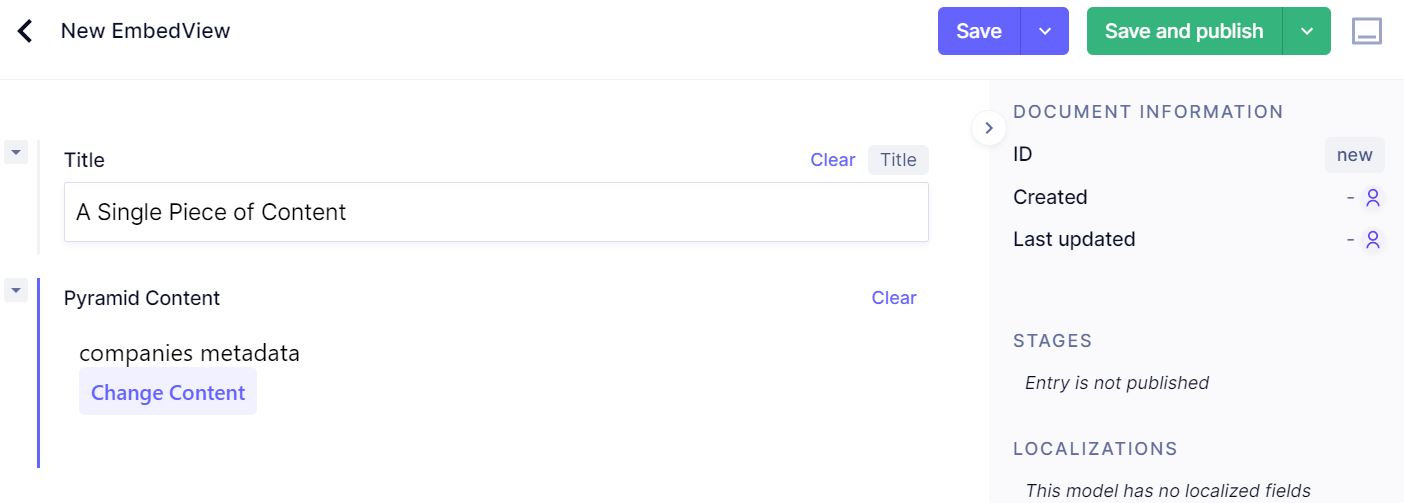 New EmbedView
Save
Save and publish
Title
Clear
Title
A Single Piece of Content
Pyramid Content
Clear
companies metadata
Change Content
DOCUMENT INFORMATION
ID
new
Created
-
Last updated
-
STAGES
Entry is not published
LOCALIZATIONS
This model has no localized fields